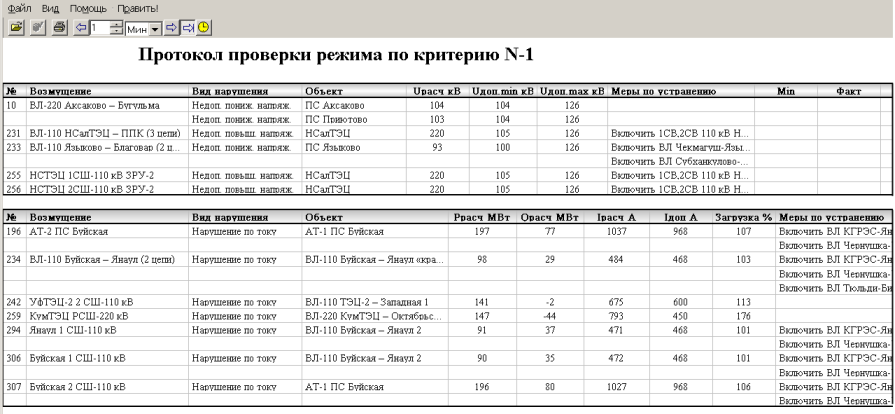 Файл Вид Помощь Править!
1 Мин
Протокол проверки режима по критерию N-1
№ Возмущение Вид нарушения Объект Uрасч кВ Uдоп.min кВ Uдоп.max кВ Меры по устранению Min Факт
10 ВЛ-220 Аксаково – Бугульма Недоп. пониж. напряж. ПС Аксаково 104 104 126
Недоп. пониж. напряж. ПС Приютово 103 104 126
231 ВЛ-110 НСалТЭЦ – ППК (3 цепи) Недоп. повыш. напряж. НСалТЭЦ 220 105 126 Включить 1СВ,2СВ 110 кВ Н...
233 ВЛ-110 Языково – Благовар (2 ц... Недоп. пониж. напряж. ПС Языково 93 100 126 Включить ВЛ Чекмагуш-Язы...
Включить ВЛ Субханкулово-...
255 НСТЭЦ 1СШ-110 кВ ЗРУ-2 Недоп. повыш. напряж. НСалТЭЦ 220 105 126 Включить 1СВ,2СВ 110 кВ Н...
256 НСТЭЦ 2СШ-110 кВ ЗРУ-2 Недоп. повыш. напряж. НСалТЭЦ 220 105 126 Включить 1СВ,2СВ 110 кВ Н...
№ Возмущение Вид нарушения Объект Pрасч МВт Qрасч МВт Iрасч А Iдоп А Загрузка % Меры по устранению
196 АТ-2 ПС Буйская Нарушение по току АТ-1 ПС Буйская 197 77 1037 968 107 Включить ВЛ КГРЭС-Ян
Включить ВЛ Чернушка-
234 ВЛ-110 Буйская – Янаул (2 цепи) Нарушение по току ВЛ-110 Буйская – Янаул «кра... 98 29 484 468 103 Включить ВЛ КГРЭС-Ян
Включить ВЛ Чернушка-
Включить ВЛ Тюльди-Би
242 УфТЭЦ-2 2 СШ-110 кВ Нарушение по току ВЛ-110 ТЭЦ-2 – Западная 1 141 -2 675 600 113
259 КумТЭЦ РСШ-220 кВ Нарушение по току ВЛ-220 КумТЭЦ – Октябрьс... 147 -44 793 450 176
294 Янаул 1 СШ-110 кВ Нарушение по току ВЛ-110 Буйская – Янаул 2 91 37 471 468 101 Включить ВЛ КГРЭС-Ян
Включить ВЛ Чернушка-
306 Буйская 1 СШ-110 кВ Нарушение по току ВЛ-110 Буйская – Янаул 2 90 35 472 468 101 Включить ВЛ КГРЭС-Ян
Включить ВЛ Чернушка-
307 Буйская 2 СШ-110 кВ Нарушение по току АТ-1 ПС Буйская 196 80 1027 968 106 Включить ВЛ КГРЭС-Ян
Включить ВЛ Чернушка-